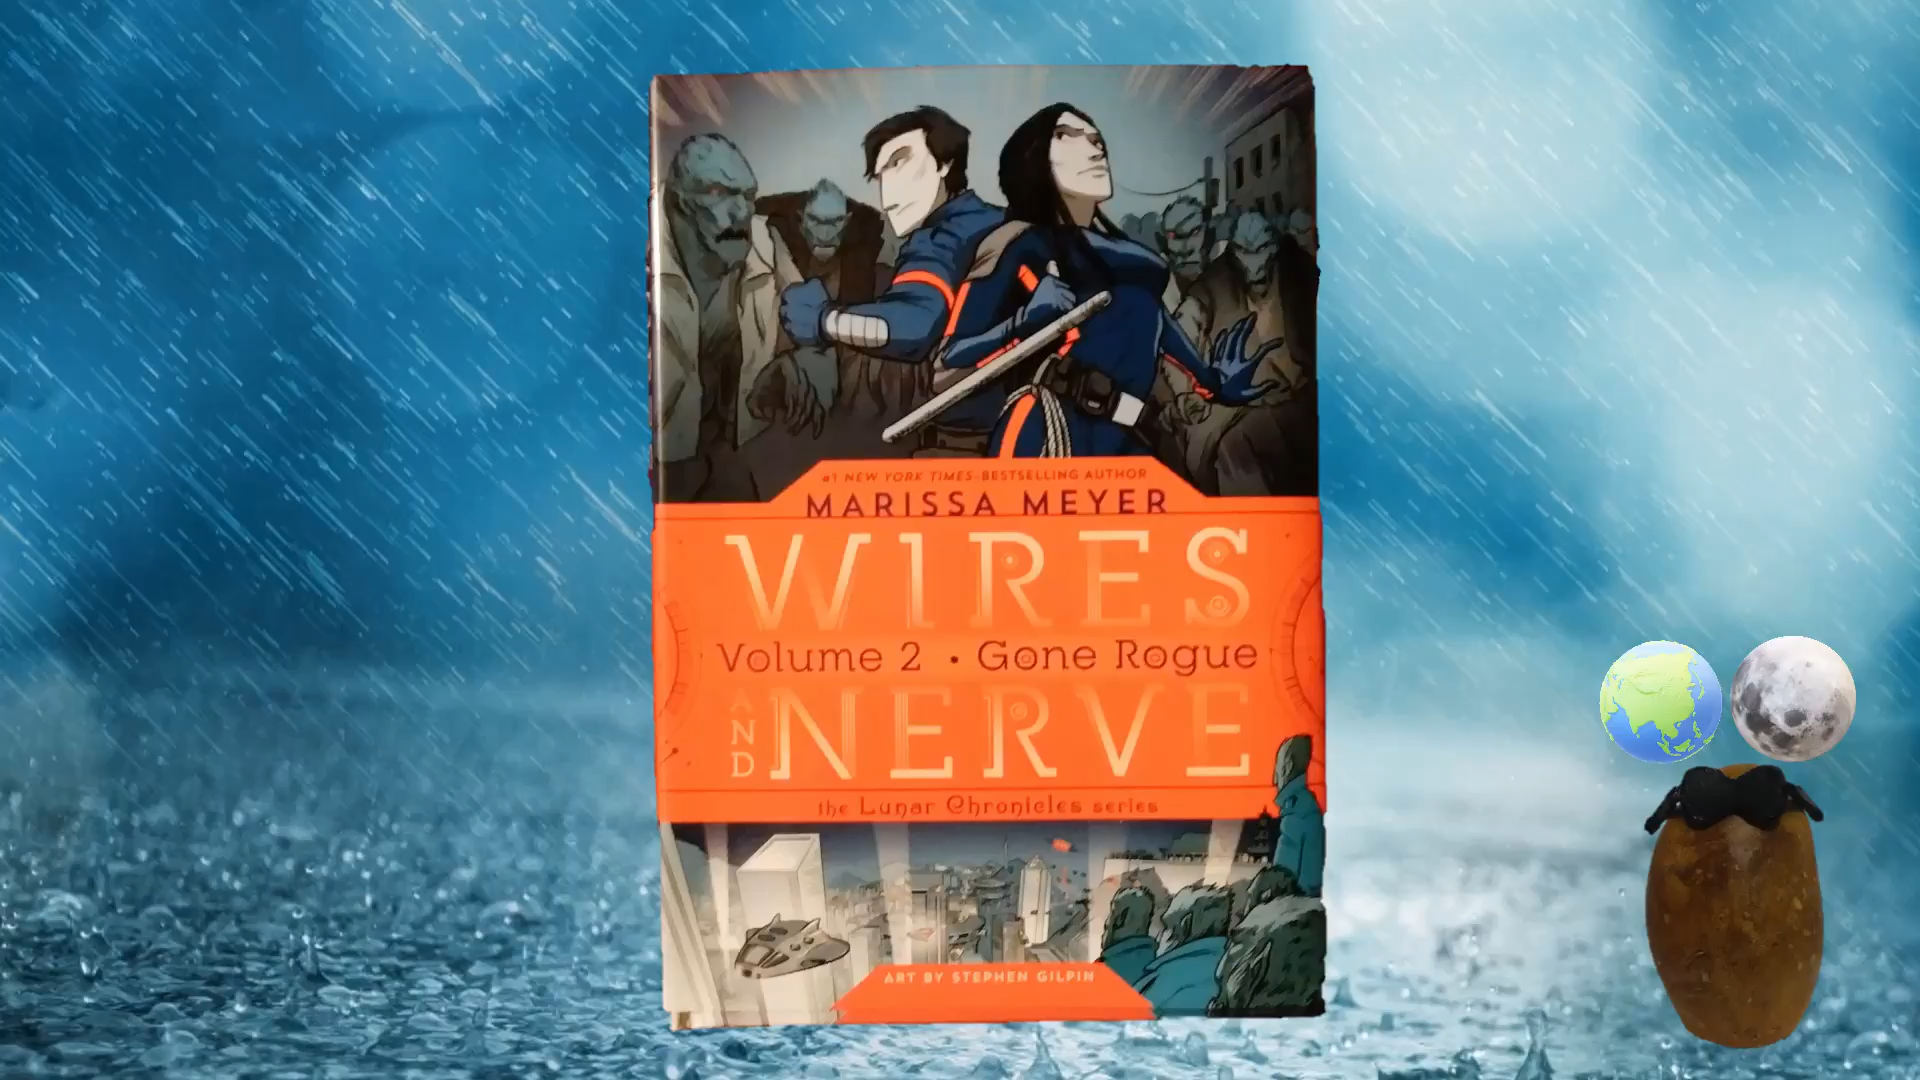 #1 NEW YORK TIMES-BESTSELLING AUTHOR
MARISSA MEYER
WIRES
Volume 2 • Gone Rogue
AND NERVE
the Lunar Chronicles series
ART BY STEPHEN GILPIN